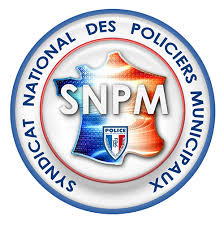 SYNDICAT NATIONAL DES POLICIERS MUNICIPAUX
SNPM
POLICE